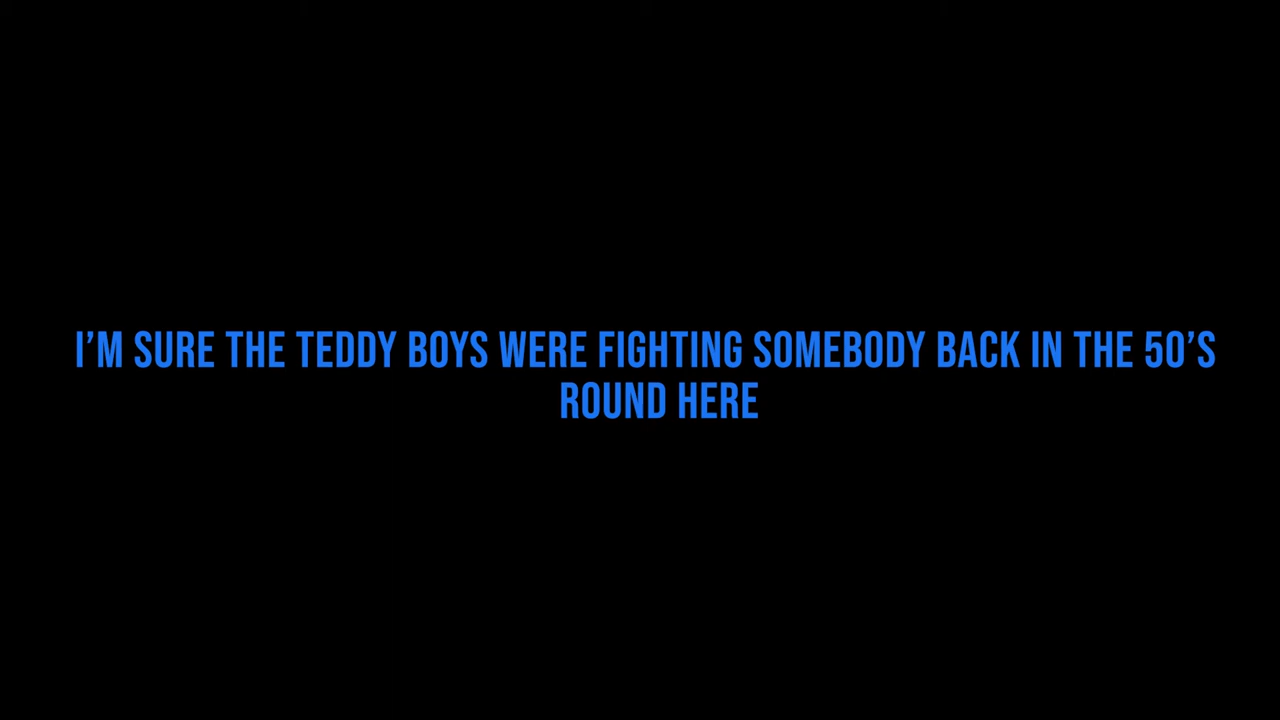 I'M SURE THE TEDDY BOYS WERE FIGHTING SOMEBODY BACK IN THE 50'S
ROUND HERE